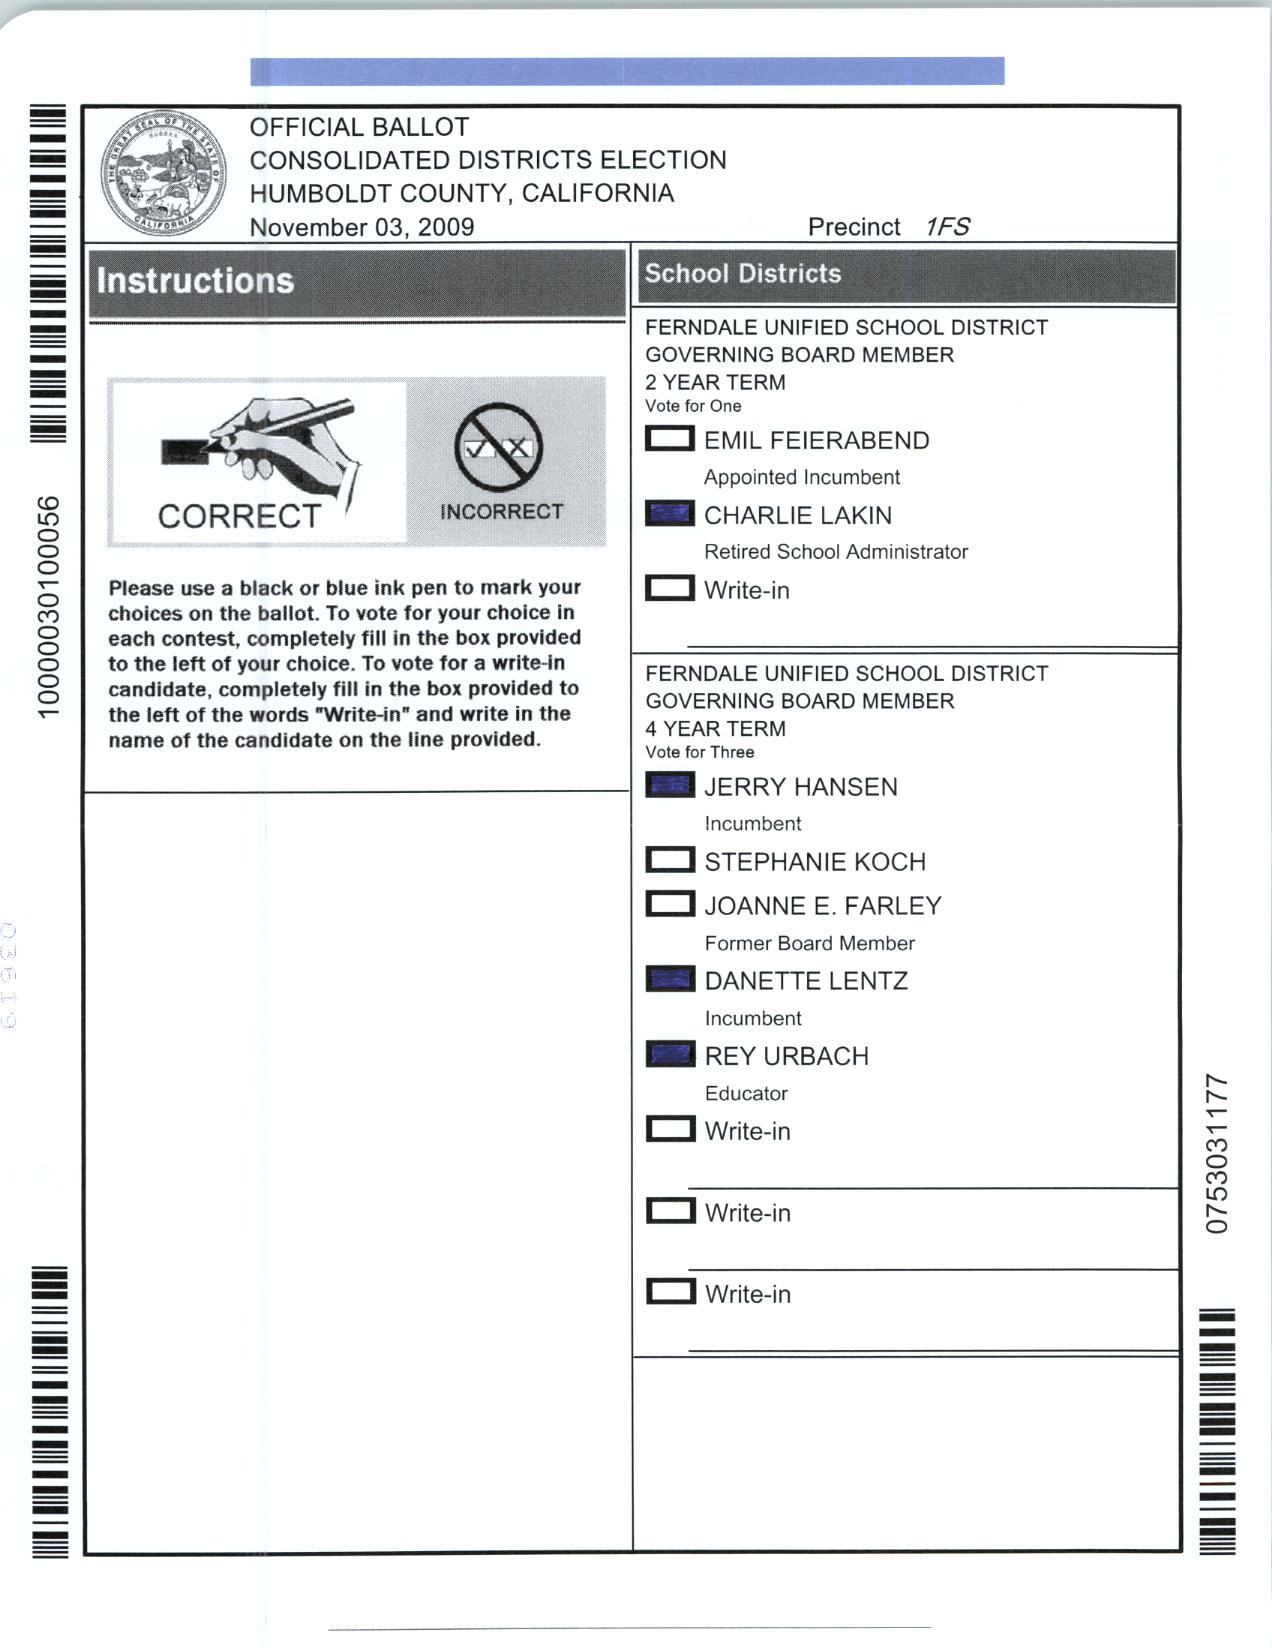 OFFICIAL BALLOT
CONSOLIDATED DISTRICTS ELECTION
HUMBOLDT COUNTY, CALIFORNIA
November 03, 2009
Precinct 1FS
THE GREAT SEAL OF THE STATE OF CALIFORNIA
EUREKA
Instructions
CORRECT
INCORRECT
Please use a black or blue ink pen to mark your
choices on the ballot. To vote for your choice in
each contest, completely fill in the box provided
to the left of your choice. To vote for a write-in
candidate, completely fill in the box provided to
the left of the words "Write-in" and write in the
name of the candidate on the line provided.
School Districts
FERNDALE UNIFIED SCHOOL DISTRICT
GOVERNING BOARD MEMBER
2 YEAR TERM
Vote for One
EMIL FEIERABEND
Appointed Incumbent
CHARLIE LAKIN
Retired School Administrator
Write-in
FERNDALE UNIFIED SCHOOL DISTRICT
GOVERNING BOARD MEMBER
4 YEAR TERM
Vote for Three
JERRY HANSEN
Incumbent
STEPHANIE KOCH
JOANNE E. FARLEY
Former Board Member
DANETTE LENTZ
Incumbent
REY URBACH
Educator
Write-in
Write-in
Write-in
10000030100056
0753031177